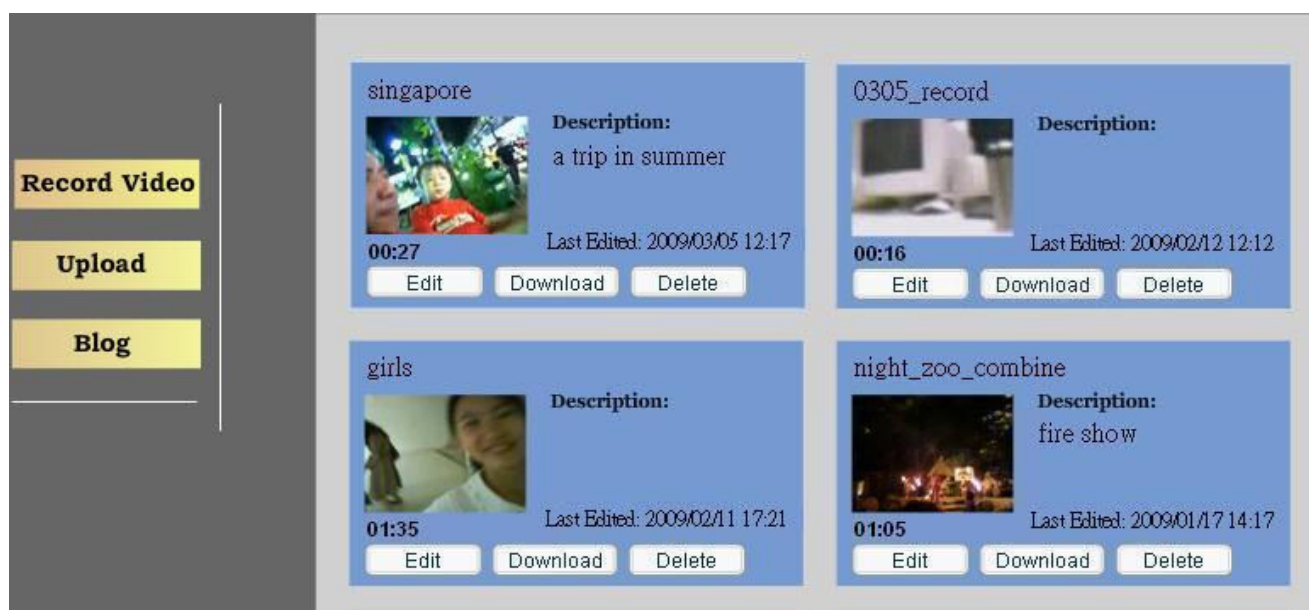 Record Video
Upload
Blog
singapore
Description:
a trip in summer
00:27
Last Edited: 2009/03/05 12:17
Edit Download Delete
0305_record
Description:
00:16
Last Edited: 2009/02/12 12:12
Edit Download Delete
girls
Description:
01:35
Last Edited: 2009/02/11 17:21
Edit Download Delete
night_zoo_combine
Description:
fire show
01:05
Last Edited: 2009/01/17 14:17
Edit Download Delete